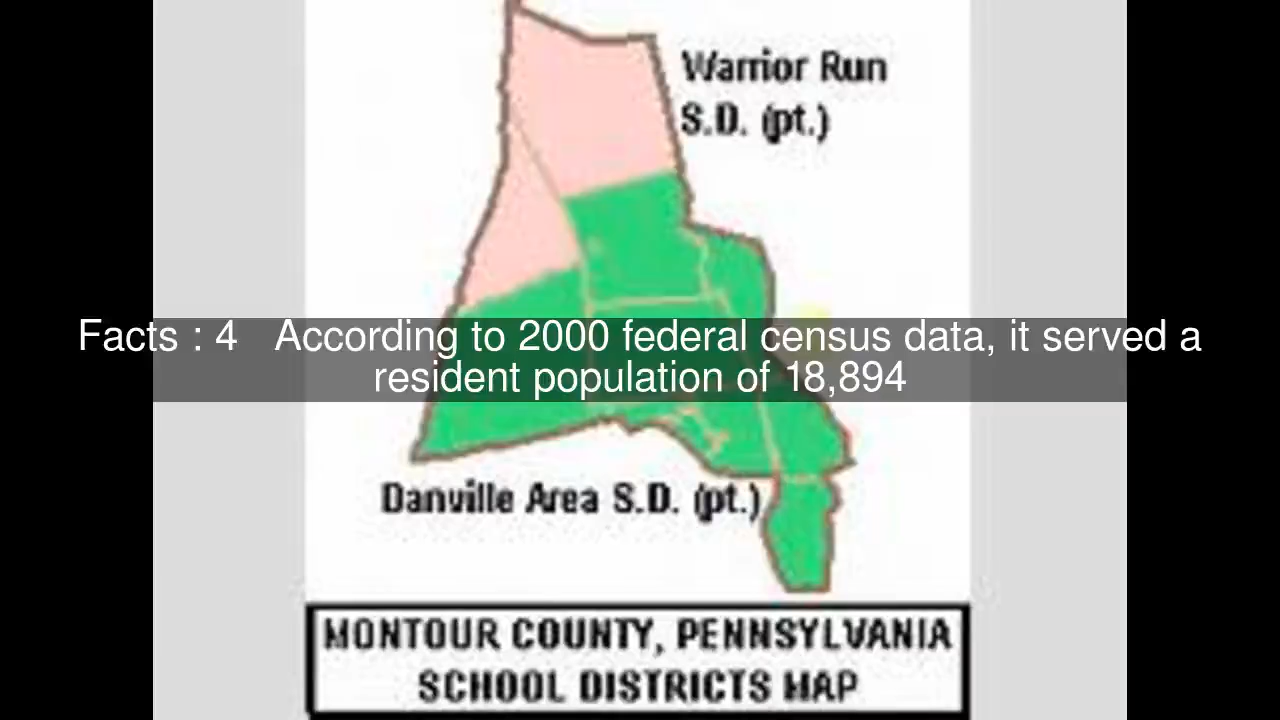 Warrior Run
S.D. (pt.)
Facts : 4 According to 2000 federal census data, it served a
resident population of 18,894
Danville Area S.D. (pt.)
MONTOUR COUNTY, PENNSYLVANIA
SCHOOL DISTRICTS MAP